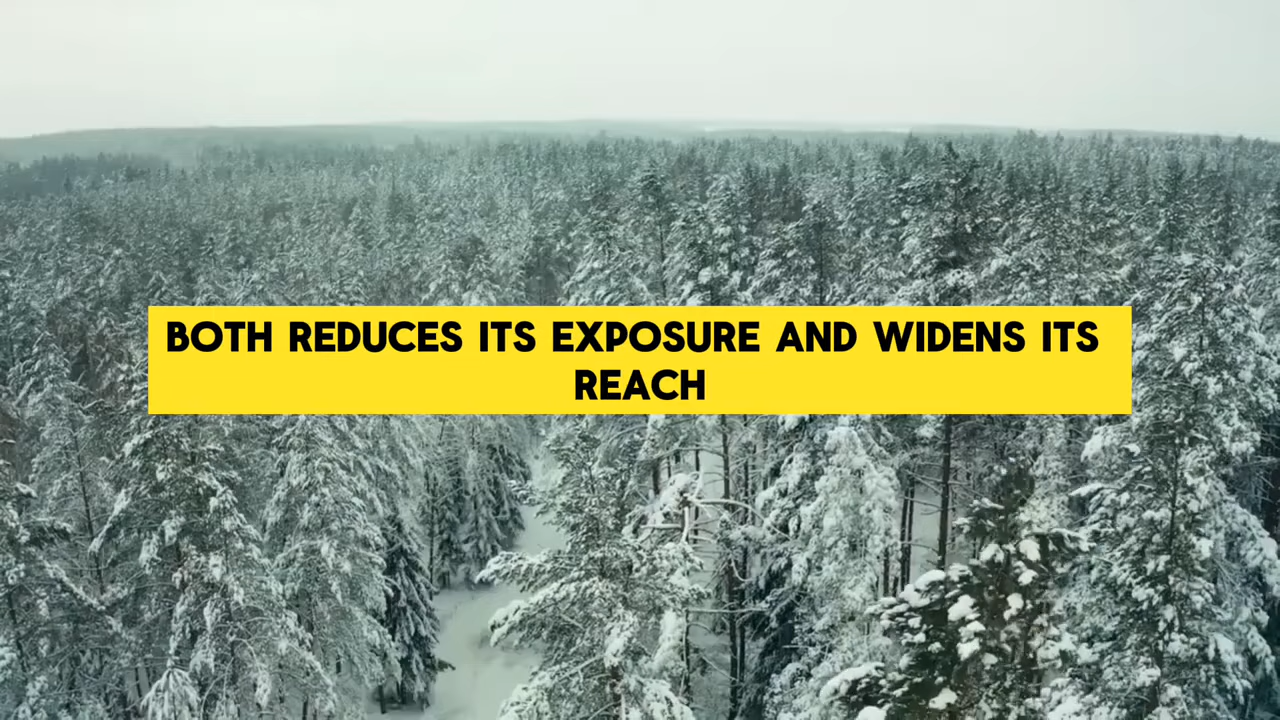 BOTH REDUCES ITS EXPOSURE AND WIDENS ITS
REACH